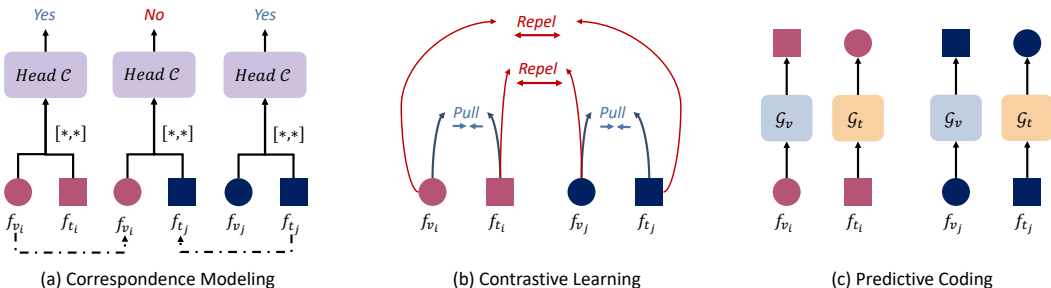 Yes No Yes
Head 𝒞 Head 𝒞 Head 𝒞
[*,*] [*,*] [*,*]
f_{v_i} f_{t_i} f_{v_i} f_{t_j} f_{v_j} f_{t_j}
(a) Correspondence Modeling
Repel
Repel
Pull Pull
f_{v_i} f_{t_i} f_{v_j} f_{t_j}
(b) Contrastive Learning
𝒢_v 𝒢_t 𝒢_v 𝒢_t
f_{v_i} f_{t_i} f_{v_j} f_{t_j}
(c) Predictive Coding